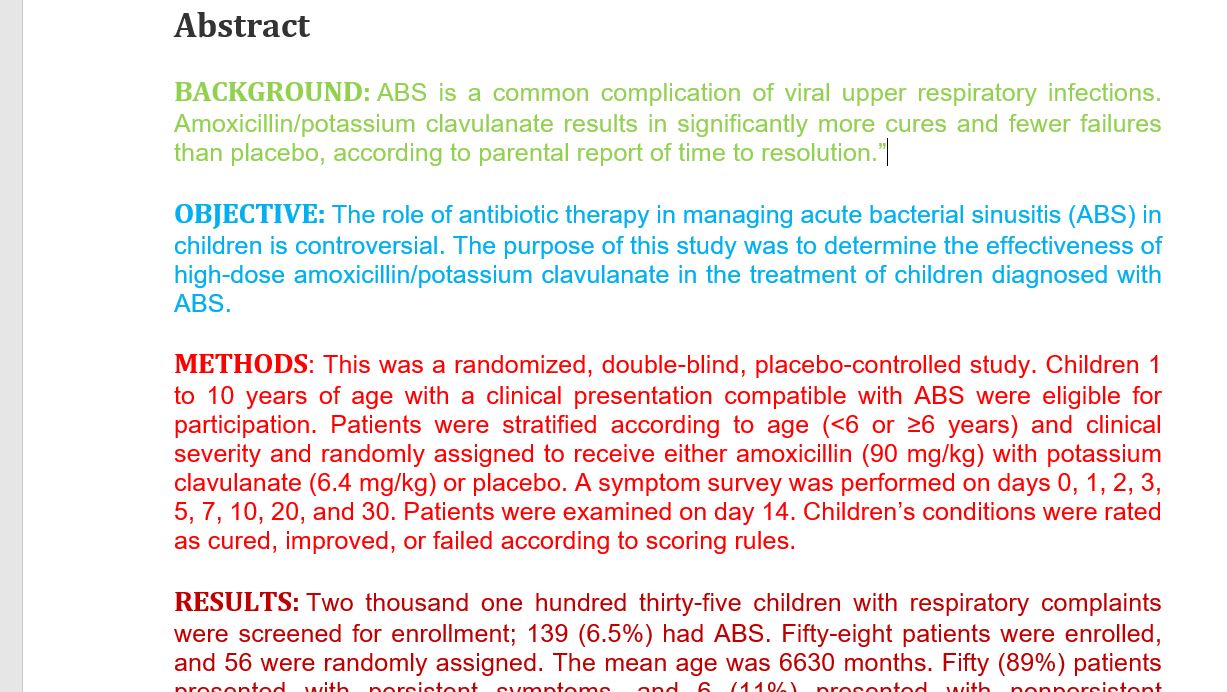 Abstract
BACKGROUND: ABS is a common complication of viral upper respiratory infections.
Amoxicillin/potassium clavulanate results in significantly more cures and fewer failures
than placebo, according to parental report of time to resolution.”
OBJECTIVE: The role of antibiotic therapy in managing acute bacterial sinusitis (ABS) in
children is controversial. The purpose of this study was to determine the effectiveness of
high-dose amoxicillin/potassium clavulanate in the treatment of children diagnosed with
ABS.
METHODS: This was a randomized, double-blind, placebo-controlled study. Children 1
to 10 years of age with a clinical presentation compatible with ABS were eligible for
participation. Patients were stratified according to age (<6 or ≥6 years) and clinical
severity and randomly assigned to receive either amoxicillin (90 mg/kg) with potassium
clavulanate (6.4 mg/kg) or placebo. A symptom survey was performed on days 0, 1, 2, 3,
5, 7, 10, 20, and 30. Patients were examined on day 14. Children’s conditions were rated
as cured, improved, or failed according to scoring rules.
RESULTS: Two thousand one hundred thirty-five children with respiratory complaints
were screened for enrollment; 139 (6.5%) had ABS. Fifty-eight patients were enrolled,
and 56 were randomly assigned. The mean age was 6630 months. Fifty (89%) patients
presented with persistent symptoms, and 6 (11%) presented with nonpersistent